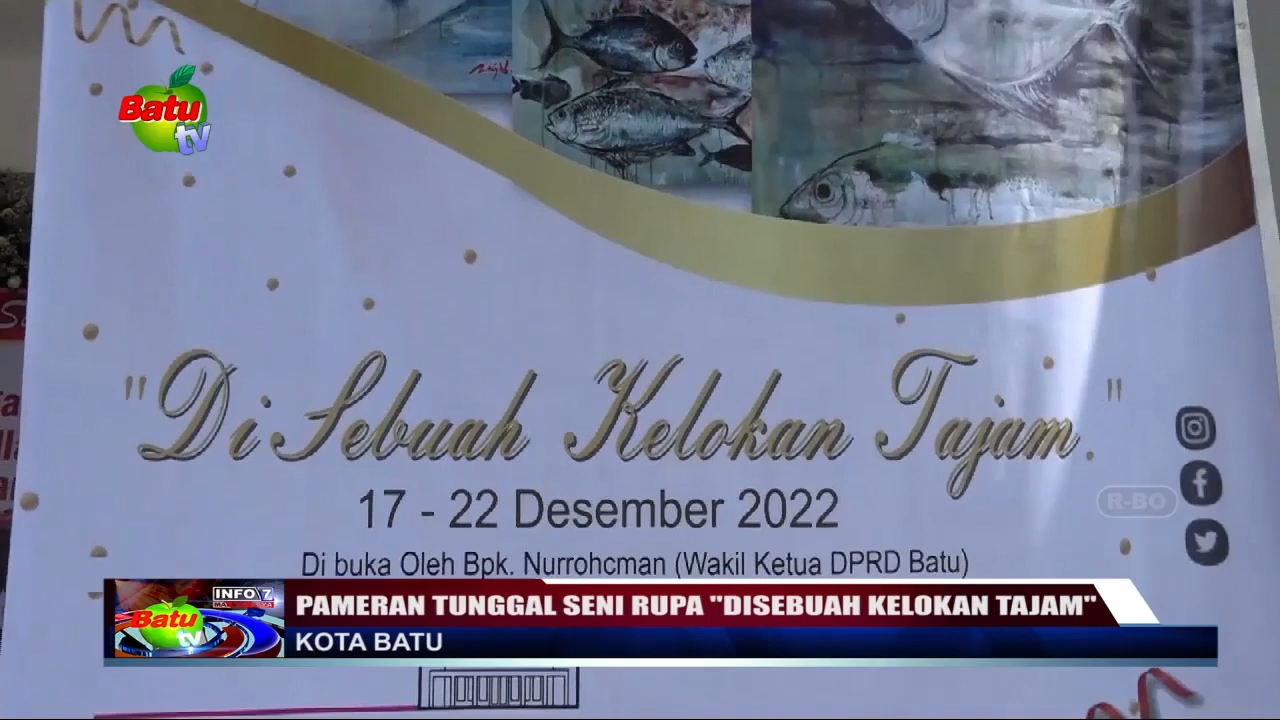 Batu
tv
"Di Sebuah Kelokan Tajam."
17 - 22 Desember 2022
R-BO
Di buka Oleh Bpk. Nurrohcman (Wakil Ketua DPRD Batu)
INFO 7
Batu
tv
PAMERAN TUNGGAL SENI RUPA "DISEBUAH KELOKAN TAJAM"
KOTA BATU